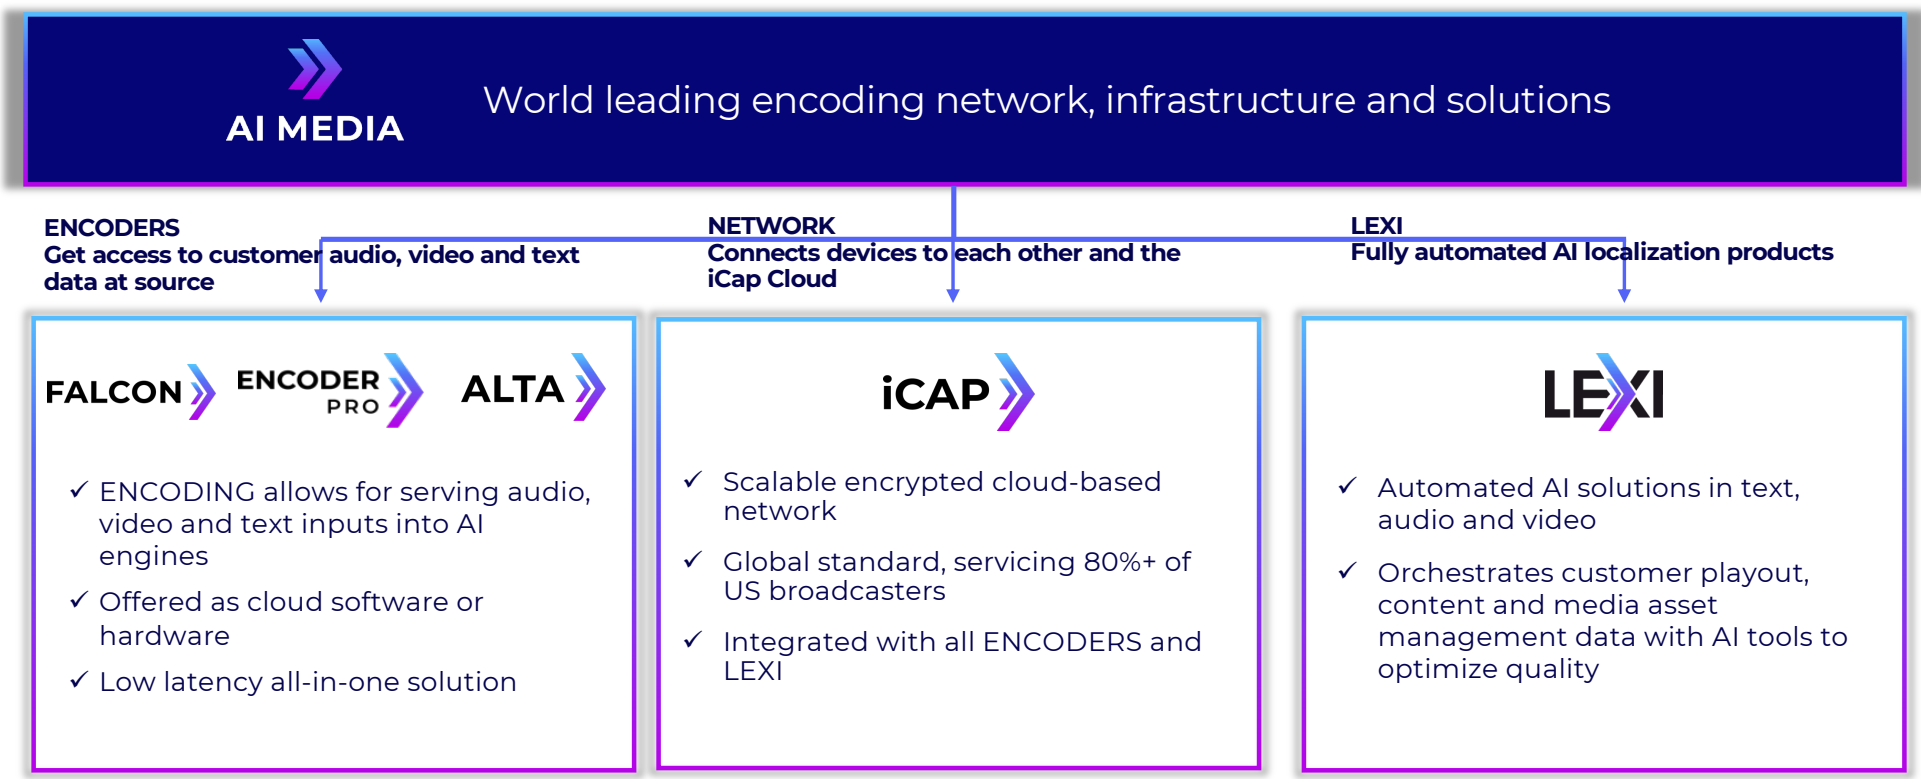 AI MEDIA
World leading encoding network, infrastructure and solutions
ENCODERS
Get access to customer audio, video and text
data at source
NETWORK
Connects devices to each other and the
iCap Cloud
LEXI
Fully automated AI localization products
FALCON
ENCODER
PRO
ALTA
✓ ENCODING allows for serving audio,
video and text inputs into AI
engines
✓ Offered as cloud software or
hardware
✓ Low latency all-in-one solution
iCAP
✓ Scalable encrypted cloud-based
network
✓ Global standard, servicing 80%+ of
US broadcasters
✓ Integrated with all ENCODERS and
LEXI
LEXI
✓ Automated AI solutions in text,
audio and video
✓ Orchestrates customer playout,
content and media asset
management data with AI tools to
optimize quality